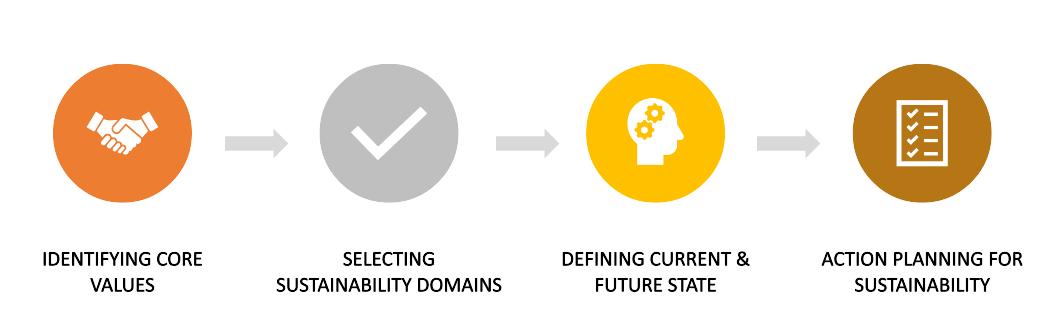 IDENTIFYING CORE
VALUES
SELECTING
SUSTAINABILITY DOMAINS
DEFINING CURRENT &
FUTURE STATE
ACTION PLANNING FOR
SUSTAINABILITY